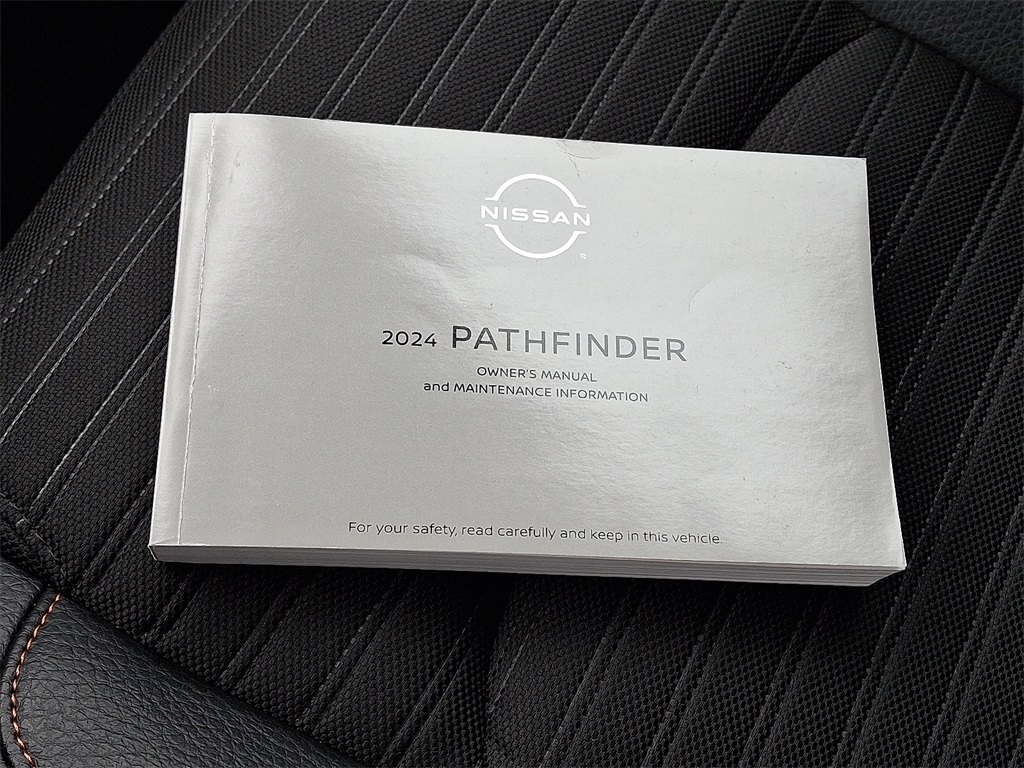 NISSAN
®
2024 PATHFINDER
OWNER'S MANUAL
and MAINTENANCE INFORMATION
For your safety, read carefully and keep in this vehicle.